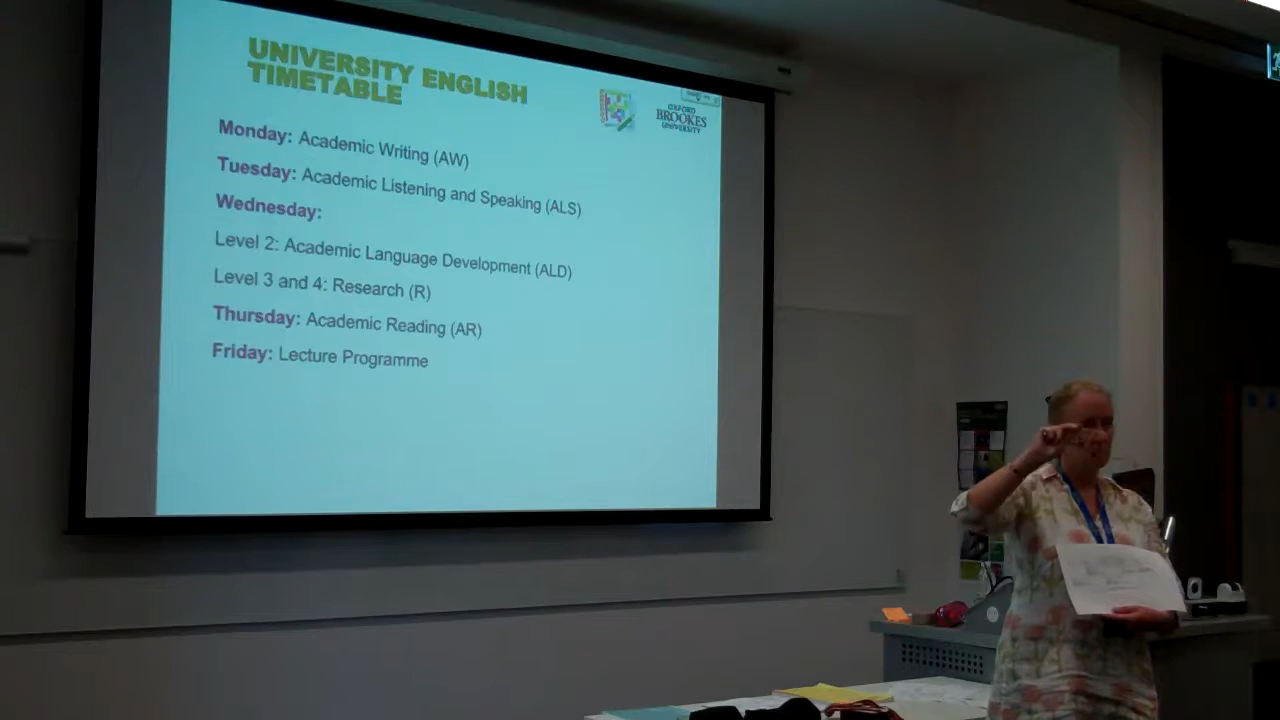 UNIVERSITY ENGLISH
TIMETABLE
OXFORD
BROOKES
UNIVERSITY
Monday: Academic Writing (AW)
Tuesday: Academic Listening and Speaking (ALS)
Wednesday:
Level 2: Academic Language Development (ALD)
Level 3 and 4: Research (R)
Thursday: Academic Reading (AR)
Friday: Lecture Programme